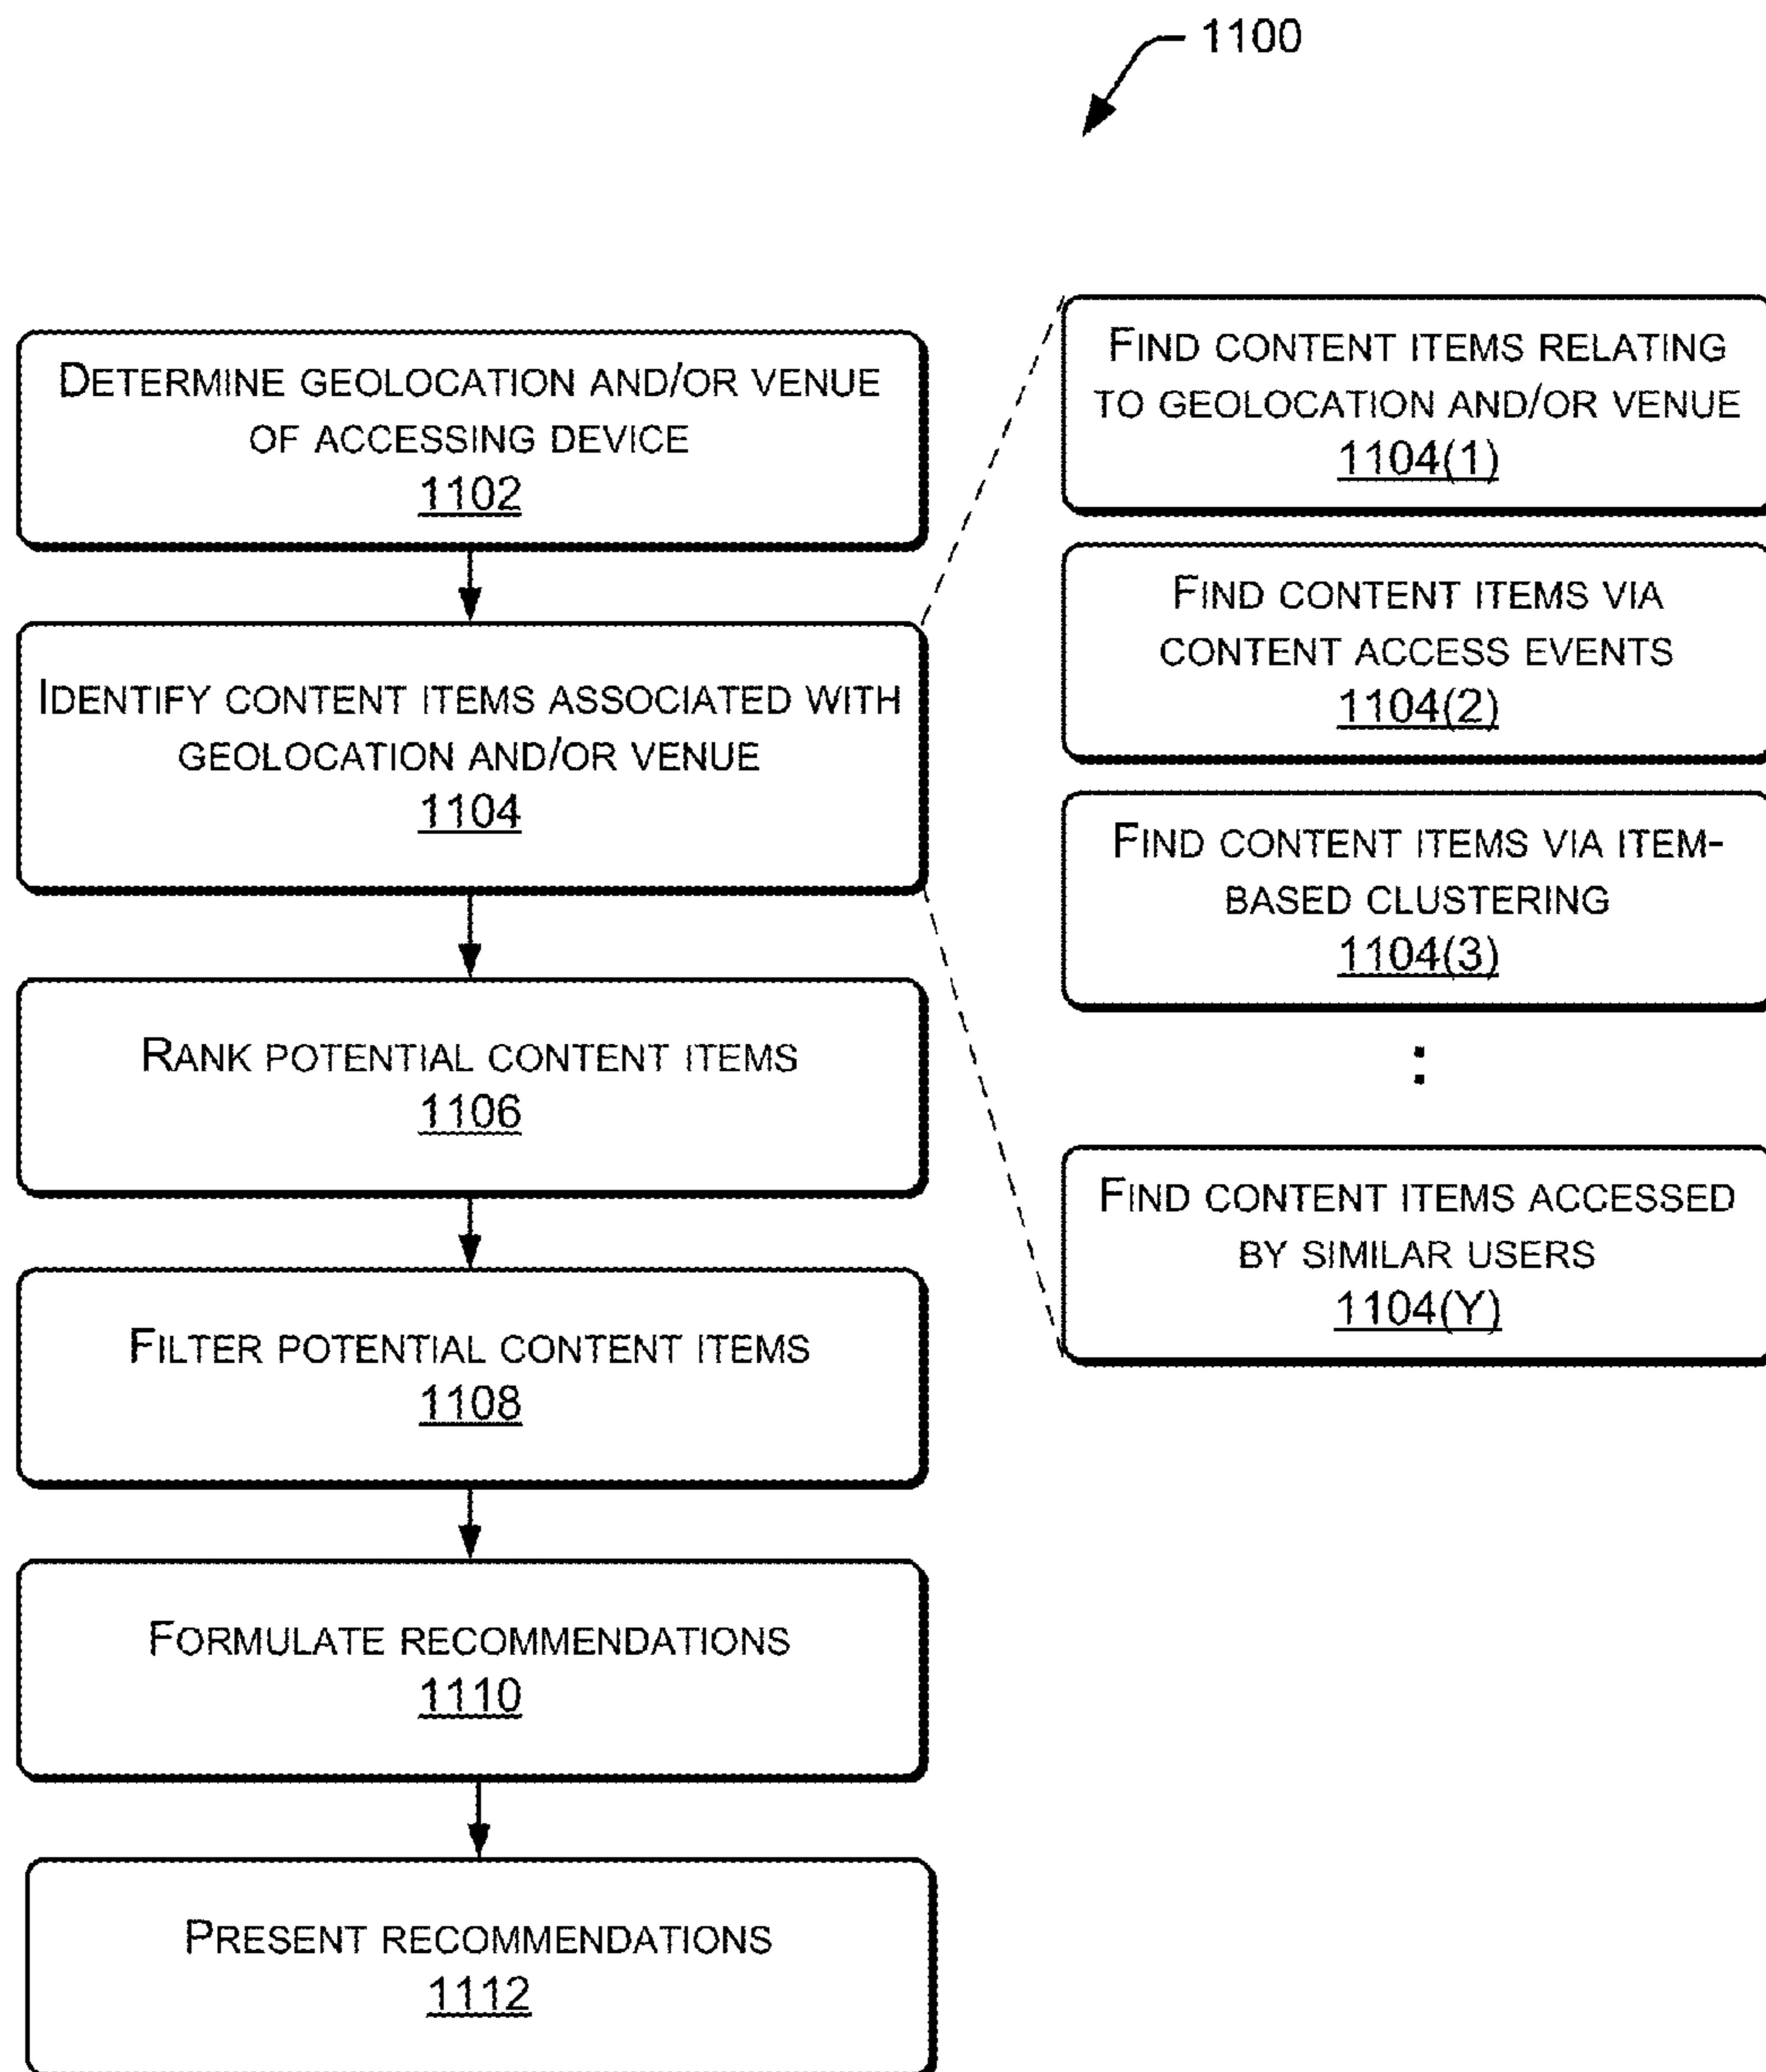 1100
DETERMINE GEOLOCATION AND/OR VENUE
OF ACCESSING DEVICE
1102
IDENTIFY CONTENT ITEMS ASSOCIATED WITH
GEOLOCATION AND/OR VENUE
1104
RANK POTENTIAL CONTENT ITEMS
1106
FILTER POTENTIAL CONTENT ITEMS
1108
FORMULATE RECOMMENDATIONS
1110
PRESENT RECOMMENDATIONS
1112
FIND CONTENT ITEMS RELATING
TO GEOLOCATION AND/OR VENUE
1104(1)
FIND CONTENT ITEMS VIA
CONTENT ACCESS EVENTS
1104(2)
FIND CONTENT ITEMS VIA ITEM-
BASED CLUSTERING
1104(3)
:
FIND CONTENT ITEMS ACCESSED
BY SIMILAR USERS
1104(Y)